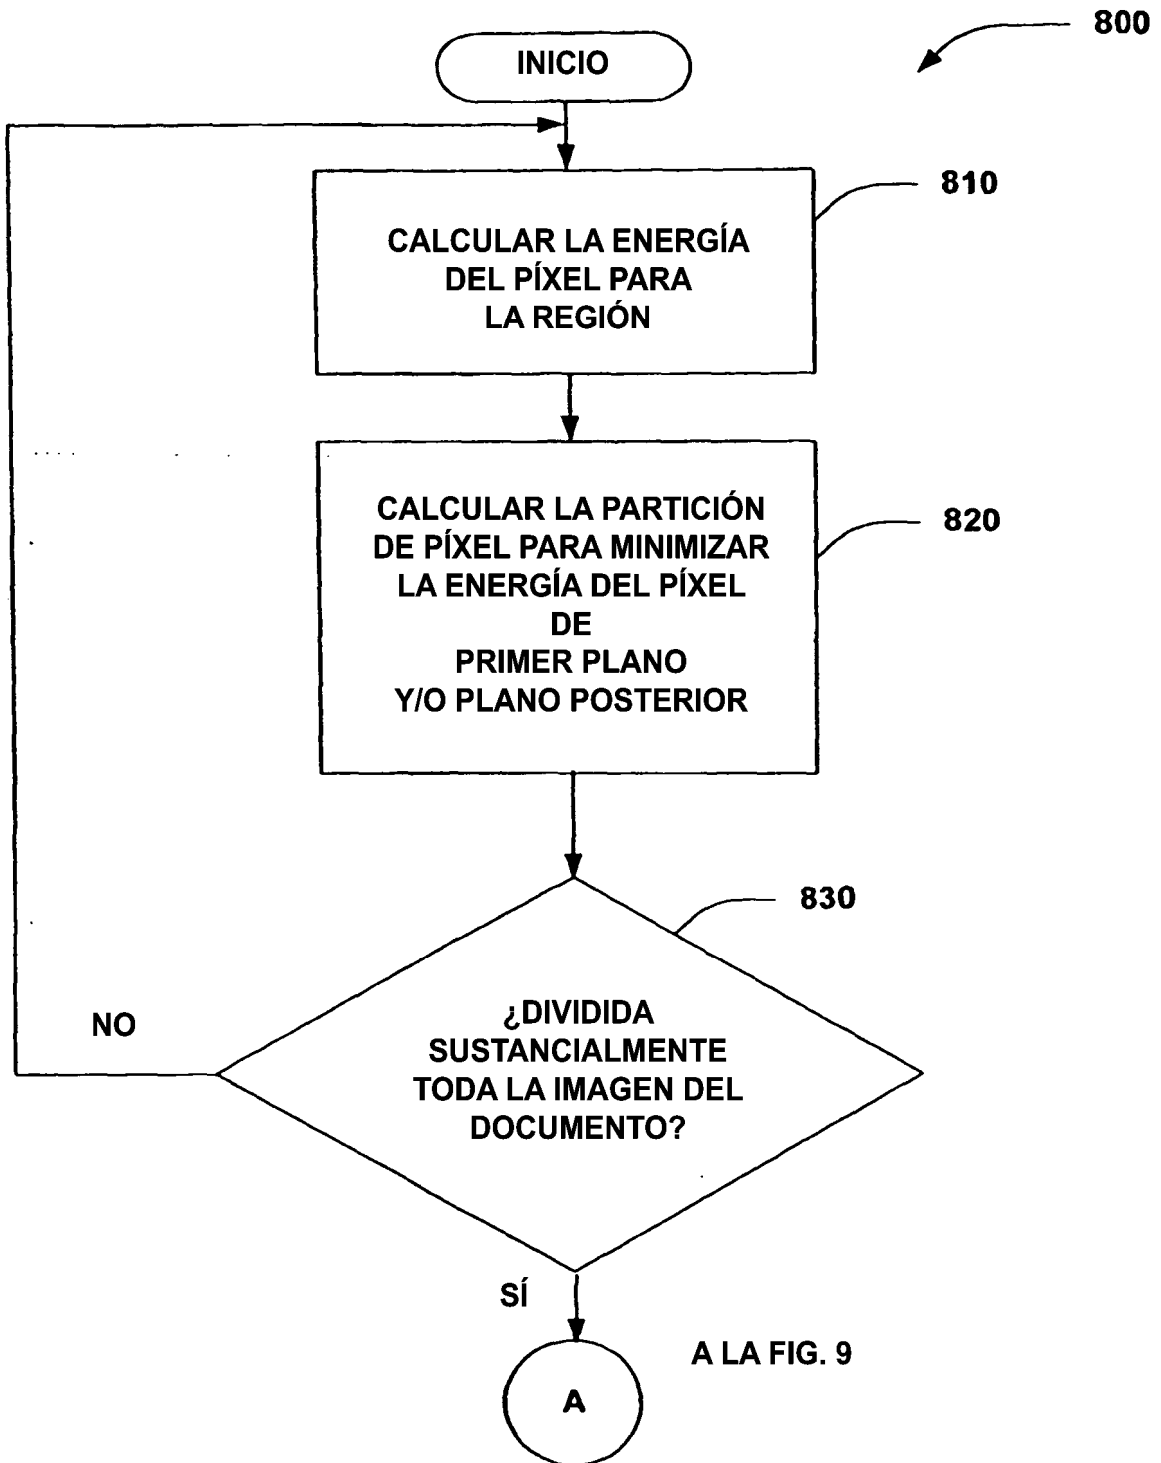 800
INICIO
810
CALCULAR LA ENERGÍA
DEL PÍXEL PARA
LA REGIÓN
820
CALCULAR LA PARTICIÓN
DE PÍXEL PARA MINIMIZAR
LA ENERGÍA DEL PÍXEL
DE
PRIMER PLANO
Y/O PLANO POSTERIOR
830
¿DIVIDIDA
SUSTANCIALMENTE
TODA LA IMAGEN DEL
DOCUMENTO?
NO
SÍ
A LA FIG. 9
A